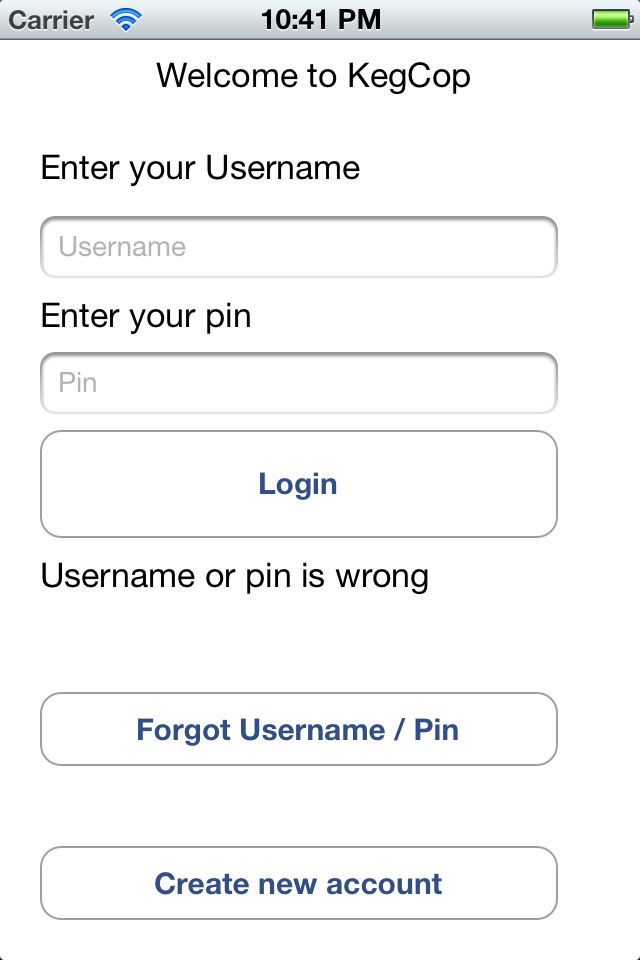 Carrier 10:41 PM
Welcome to KegCop
Enter your Username
Username
Enter your pin
Pin
Login
Username or pin is wrong
Forgot Username / Pin
Create new account